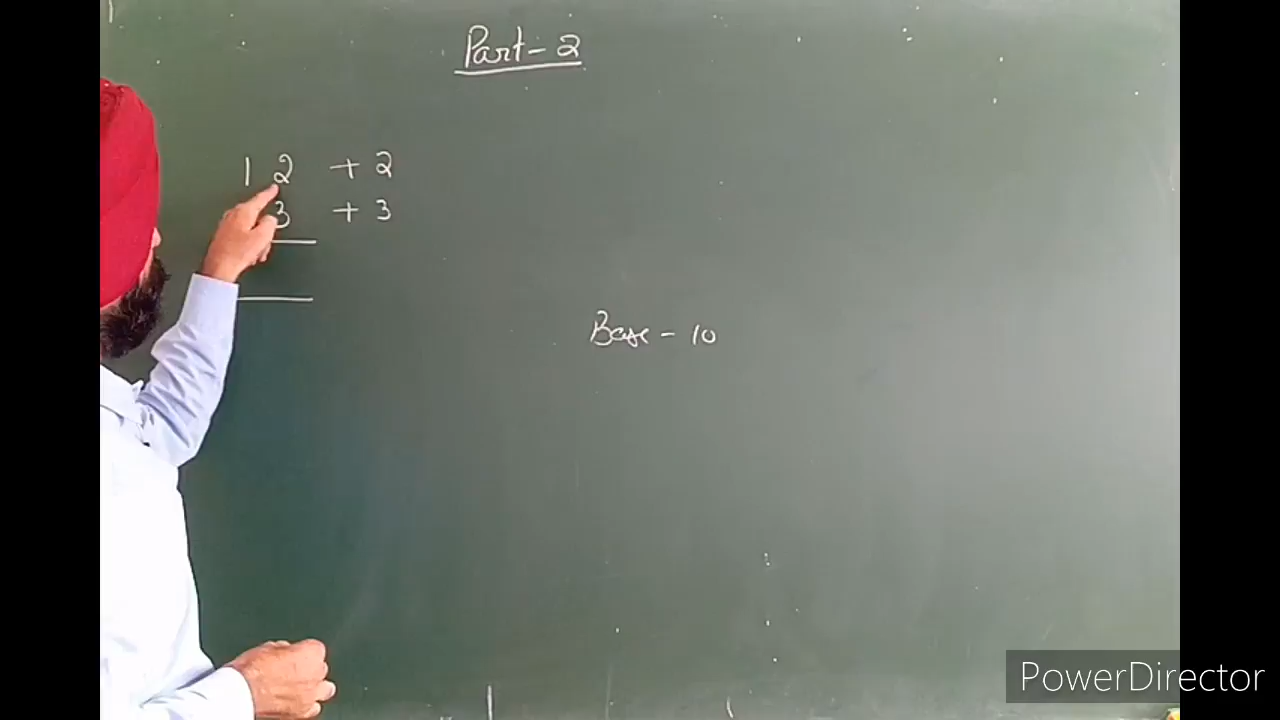 Part - 2
1 2 + 2
3 + 3
Base - 10
PowerDirector